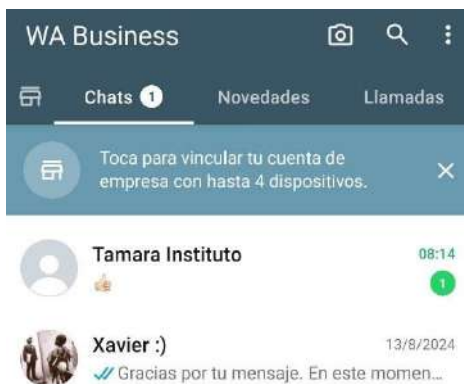 WA Business
Chats 1 Novedades Llamadas
Toca para vincular tu cuenta de
empresa con hasta 4 dispositivos.
Tamara Instituto 08:14
👍🏻 1
Xavier :) 13/8/2024
Gracias por tu mensaje. En este momen...